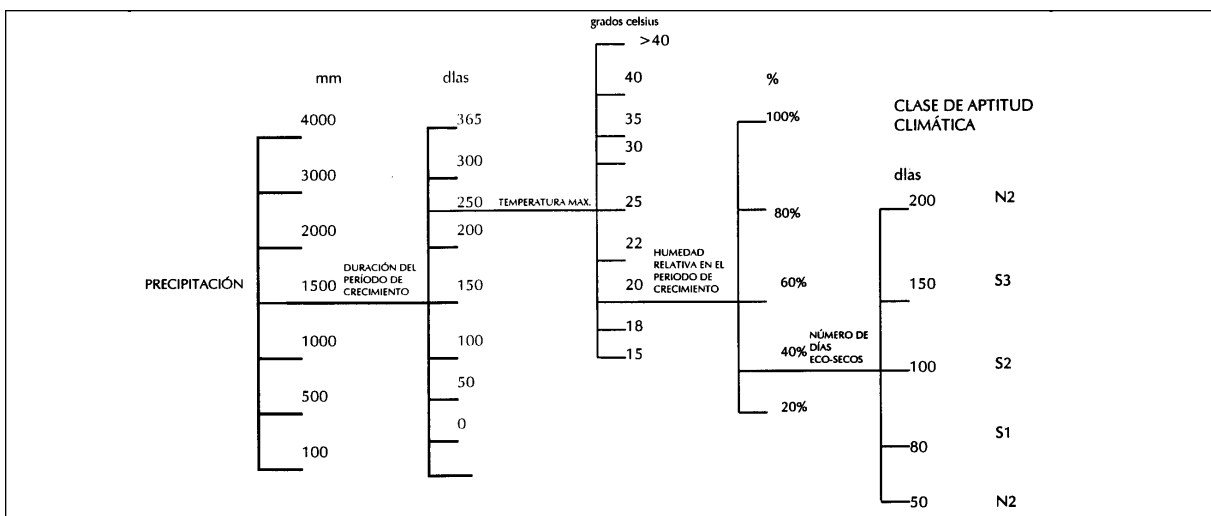 PRECIPITACIÓN
mm
4000
3000
2000
1500
1000
500
100
DURACIÓN DEL
PERÍODO DE
CRECIMIENTO
dlas
365
300
250
200
150
100
50
0
TEMPERATURA MAX.
grados celsius
>40
40
35
30
25
22
20
18
15
HUMEDAD
RELATIVA EN EL
PERIODO DE
CRECIMIENTO
%
100%
80%
60%
40%
20%
NÚMERO DE
DÍAS
ECO-SECOS
CLASE DE APTITUD
CLIMÁTICA
dlas
200 N2
150 S3
100 S2
80 S1
50 N2